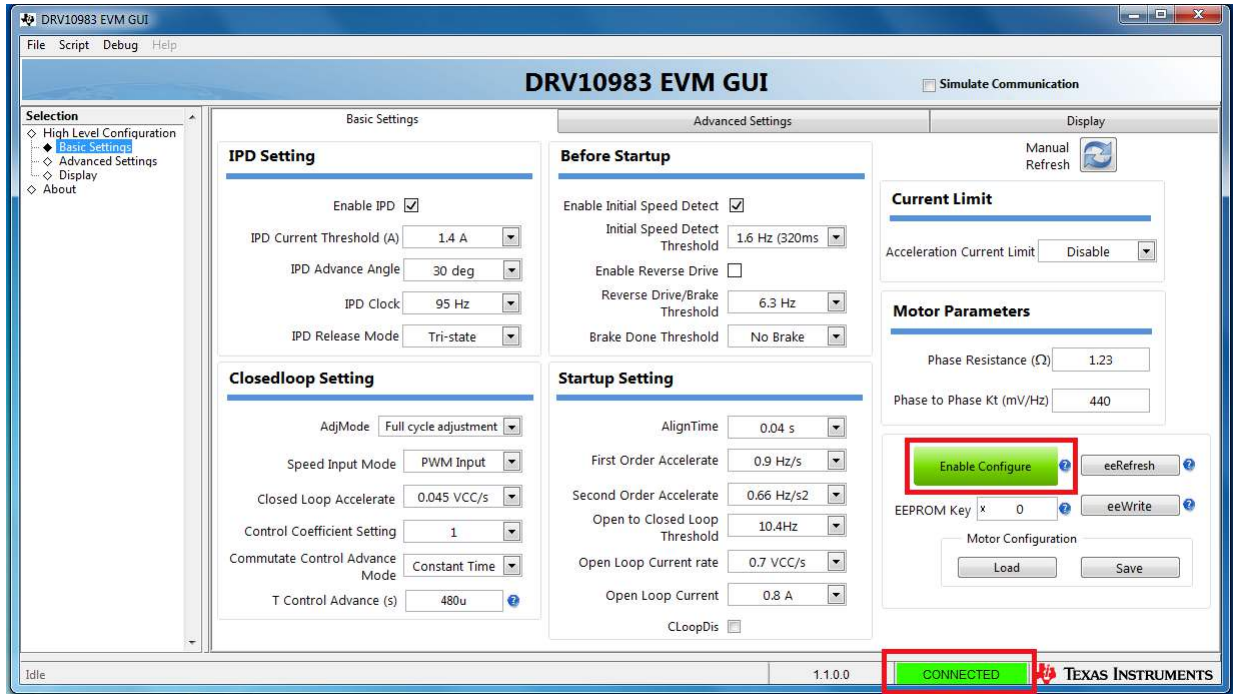 DRV10983 EVM GUI
File Script Debug Help
DRV10983 EVM GUI
Simulate Communication
Selection
High Level Configuration
Basic Settings
Advanced Settings
Display
About
Basic Settings
Advanced Settings
Display
IPD Setting
Enable IPD
IPD Current Threshold (A) 1.4 A
IPD Advance Angle 30 deg
IPD Clock 95 Hz
IPD Release Mode Tri-state
Before Startup
Enable Initial Speed Detect
Initial Speed Detect
Threshold 1.6 Hz (320ms
Enable Reverse Drive
Reverse Drive/Brake
Threshold 6.3 Hz
Brake Done Threshold No Brake
Manual
Refresh
Current Limit
Acceleration Current Limit Disable
Motor Parameters
Phase Resistance (Ω) 1.23
Phase to Phase Kt (mV/Hz) 440
Closedloop Setting
AdjMode Full cycle adjustment
Speed Input Mode PWM Input
Closed Loop Accelerate 0.045 VCC/s
Control Coefficient Setting 1
Commutate Control Advance
Mode Constant Time
T Control Advance (s) 480u ?
Startup Setting
AlignTime 0.04 s
First Order Accelerate 0.9 Hz/s
Second Order Accelerate 0.66 Hz/s2
Open to Closed Loop
Threshold 10.4Hz
Open Loop Current rate 0.7 VCC/s
Open Loop Current 0.8 A
CLoopDis
Enable Configure ? eeRefresh ?
EEPROM Key x 0 ? eeWrite ?
Motor Configuration
Load Save
Idle
1.1.0.0
CONNECTED
TEXAS INSTRUMENTS